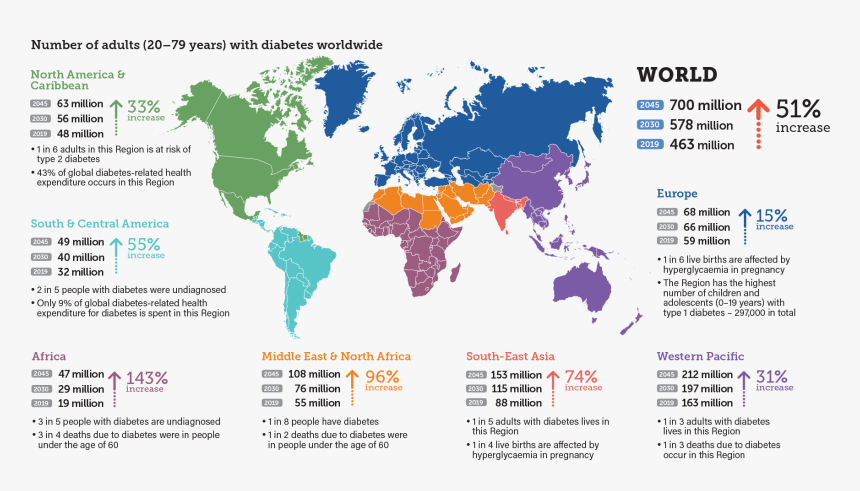 Number of adults (20–79 years) with diabetes worldwide
North America &
Caribbean
2045 63 million
2030 56 million
2019 48 million
33%
increase
• 1 in 6 adults in this Region is at risk of
type 2 diabetes
• 43% of global diabetes-related health
expenditure occurs in this Region
South & Central America
2045 49 million
2030 40 million
2019 32 million
55%
increase
• 2 in 5 people with diabetes were undiagnosed
• Only 9% of global diabetes-related health
expenditure for diabetes is spent in this Region
WORLD
2045 700 million
2030 578 million
2019 463 million
51%
increase
Europe
2045 68 million
2030 66 million
2019 59 million
15%
increase
• 1 in 6 live births are affected by
hyperglycaemia in pregnancy
• The Region has the highest
number of children and
adolescents (0–19 years) with
type 1 diabetes – 297,000 in total
Africa
2045 47 million
2030 29 million
2019 19 million
143%
increase
• 3 in 5 people with diabetes are undiagnosed
• 3 in 4 deaths due to diabetes were in people
under the age of 60
Middle East & North Africa
2045 108 million
2030 76 million
2019 55 million
96%
increase
• 1 in 8 people have diabetes
• 1 in 2 deaths due to diabetes were
in people under the age of 60
South-East Asia
2045 153 million
2030 115 million
2019 88 million
74%
increase
• 1 in 5 adults with diabetes lives in
this Region
• 1 in 4 live births are affected by
hyperglycaemia in pregnancy
Western Pacific
2045 212 million
2030 197 million
2019 163 million
31%
increase
• 1 in 3 adults with diabetes
lives in this Region
• 1 in 3 deaths due to diabetes
occur in this Region